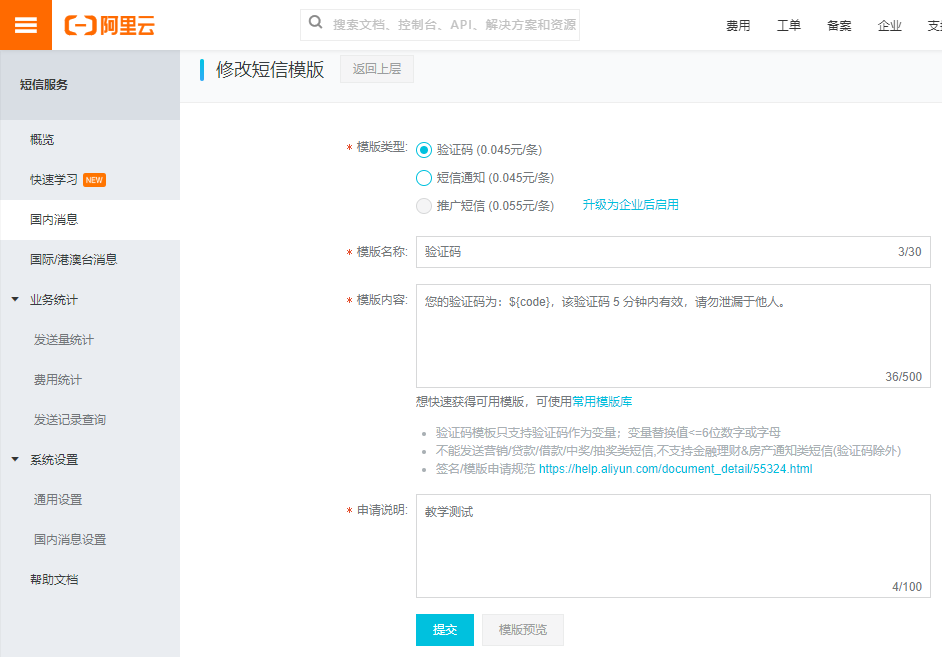 阿里云
搜索文档、控制台、API、解决方案和资源
费用
工单
备案
企业
短信服务
概览
快速学习 NEW
国内消息
国际/港澳台消息
业务统计
发送量统计
费用统计
发送记录查询
系统设置
通用设置
国内消息设置
帮助文档
修改短信模版 返回上层
* 模版类型: 验证码 (0.045元/条)
短信通知 (0.045元/条)
推广短信 (0.055元/条) 升级为企业后启用
* 模版名称: 验证码 3/30
* 模版内容: 您的验证码为：${code}，该验证码 5 分钟内有效，请勿泄漏于他人。
36/500
想快速获得可用模版，可使用常用模版库
验证码模板只支持验证码作为变量；变量替换值<=6位数字或字母
不能发送营销/贷款/借款/中奖/抽奖类短信,不支持金融理财&房产通知类短信(验证码除外)
签名/模版申请规范 https://help.aliyun.com/document_detail/55324.html
* 申请说明: 教学测试
4/100
提交 模版预览